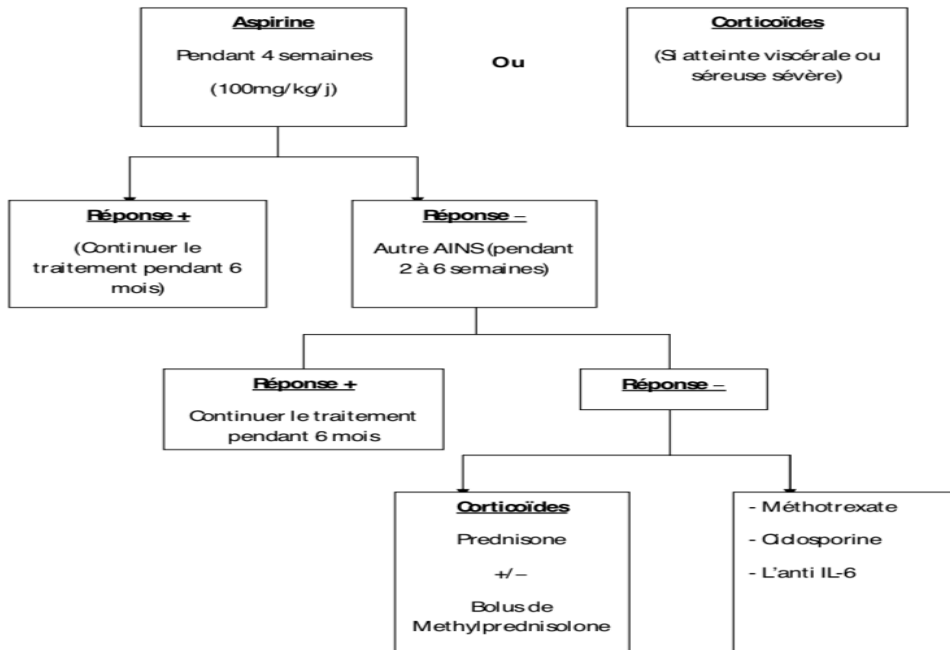 Aspirine
Pendant 4 semaines
(100mg/kg/j)
Ou
Corticoïdes
(Si atteinte viscérale ou
séreuse sévère)
Réponse +
(Continuer le
traitement pendant 6
mois)
Réponse –
Autre AINS (pendant
2 à 6 semaines)
Réponse +
Continuer le traitement
pendant 6 mois
Réponse –
Corticoïdes
Prednisone
+/–
Bolus de
Methylprednisolone
- Méthotrexate
- Ciclosporine
- L'anti IL-6